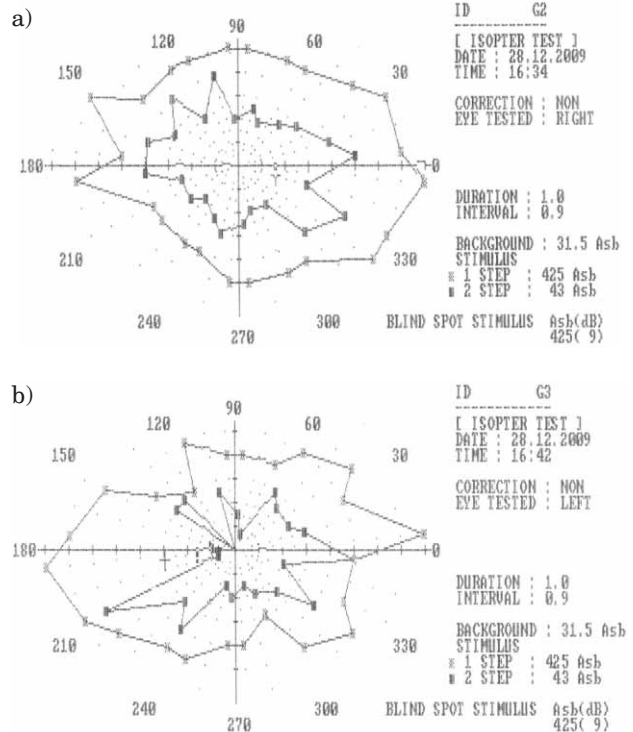 a)
ID G2
[ ISOPTER TEST ]
DATE : 28.12.2009
TIME : 16:34
CORRECTION : NON
EYE TESTED : RIGHT
DURATION : 1.0
INTERVAL : 0.9
BACKGROUND : 31.5 Asb
STIMULUS
1 STEP : 425 Asb
2 STEP : 43 Asb
BLIND SPOT STIMULUS Asb(dB)
425( 9)
90
120 60
150 30
180 0
210 330
240 300
270
b)
ID G3
[ ISOPTER TEST ]
DATE : 28.12.2009
TIME : 16:42
CORRECTION : NON
EYE TESTED : LEFT
DURATION : 1.0
INTERVAL : 0.9
BACKGROUND : 31.5 Asb
STIMULUS
1 STEP : 425 Asb
2 STEP : 43 Asb
BLIND SPOT STIMULUS Asb(dB)
425( 9)
90
120 60
150 30
180 0
210 330
240 300
270